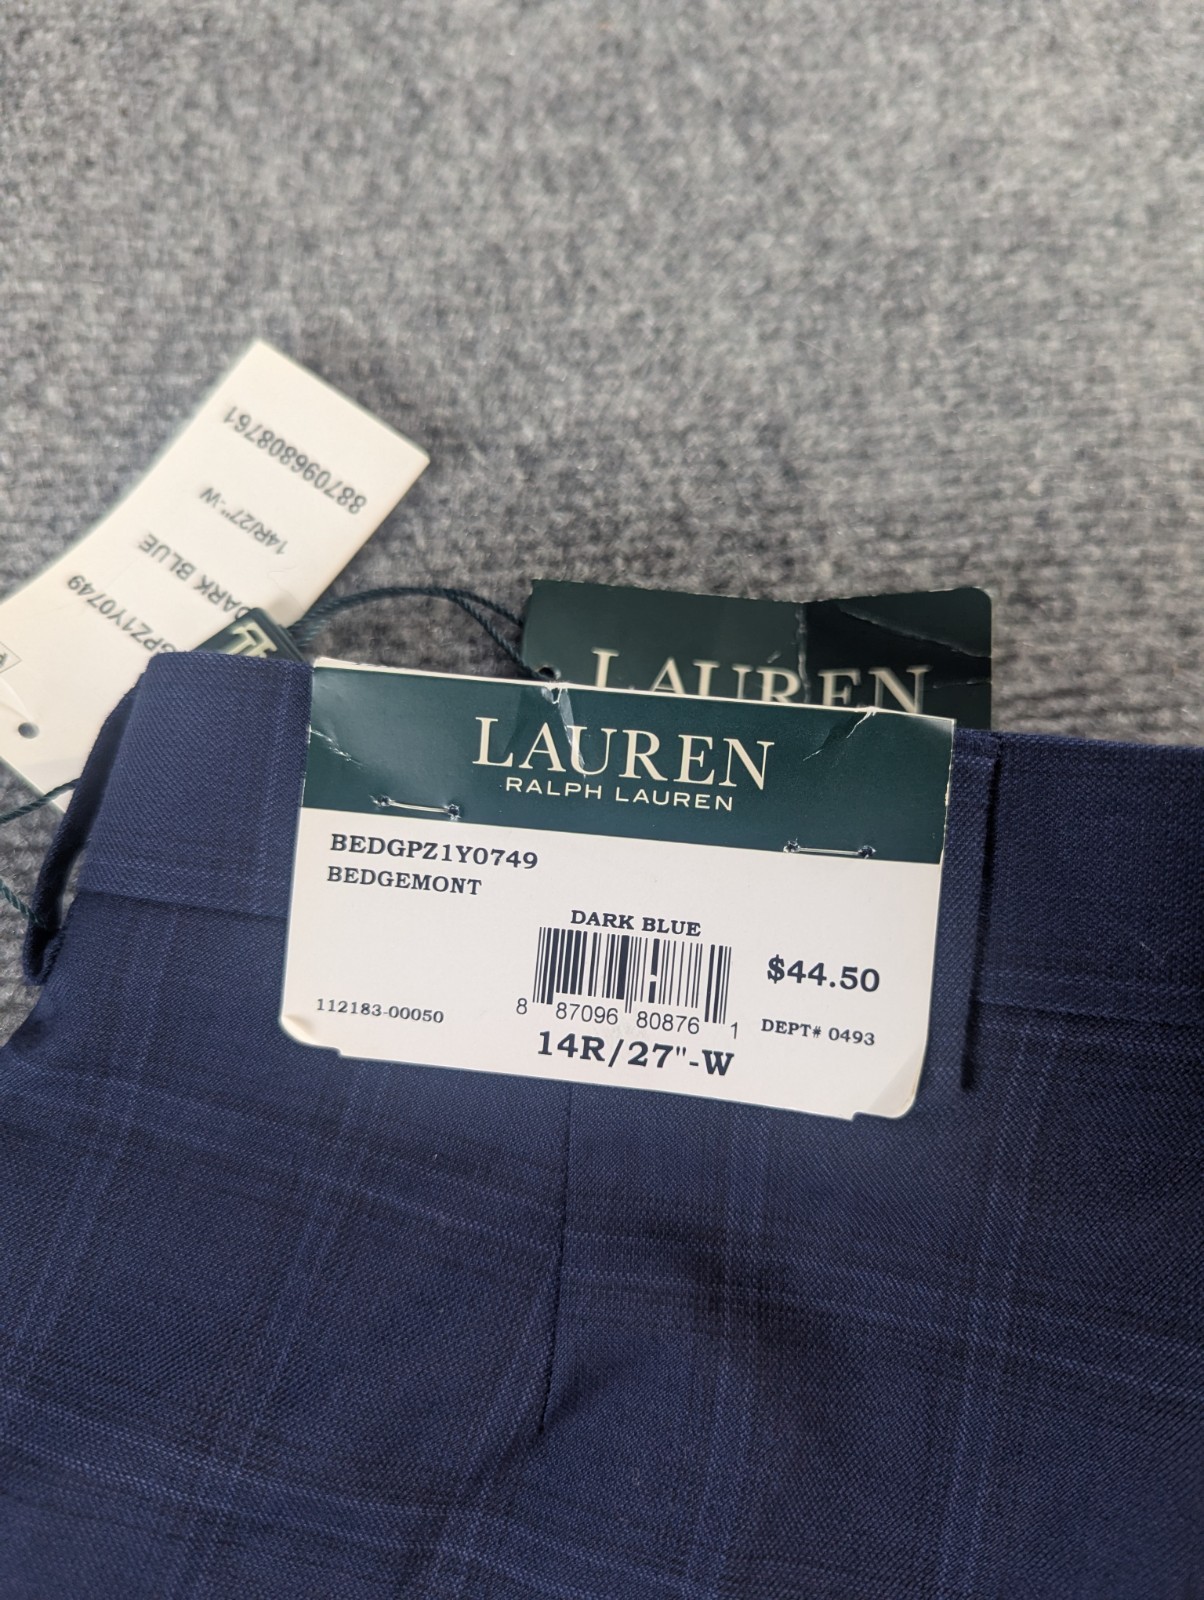 887096808761
14R/27"-W
DARK BLUE
GPZ1Y0749
LAUREN
LAUREN
RALPH LAUREN
BEDGPZ1Y0749
BEDGEMONT
DARK BLUE
$44.50
112183-00050
8 87096 80876 1
DEPT# 0493
14R/27"-W